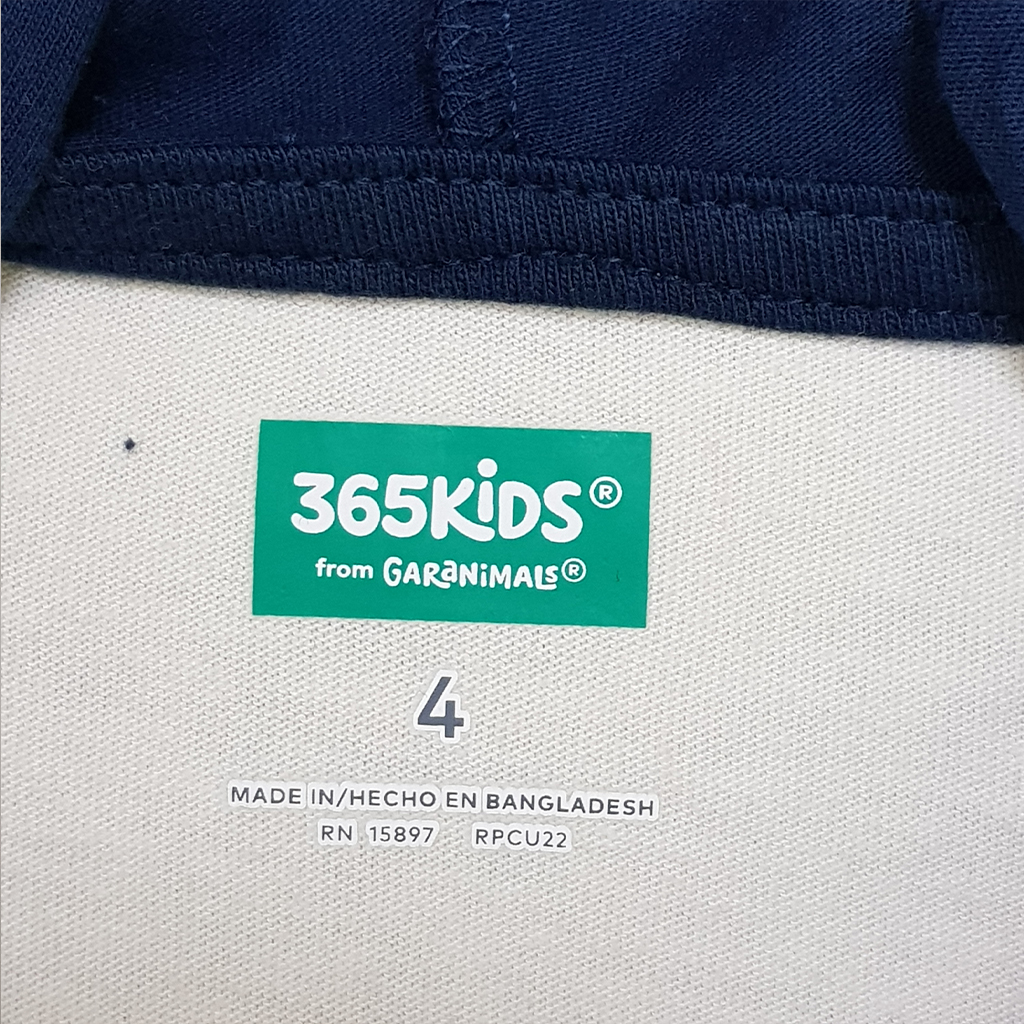 365KiDS®
from GARaNiMALs®
4
MADE IN/HECHO EN BANGLADESH
RN 15897 RPCU22